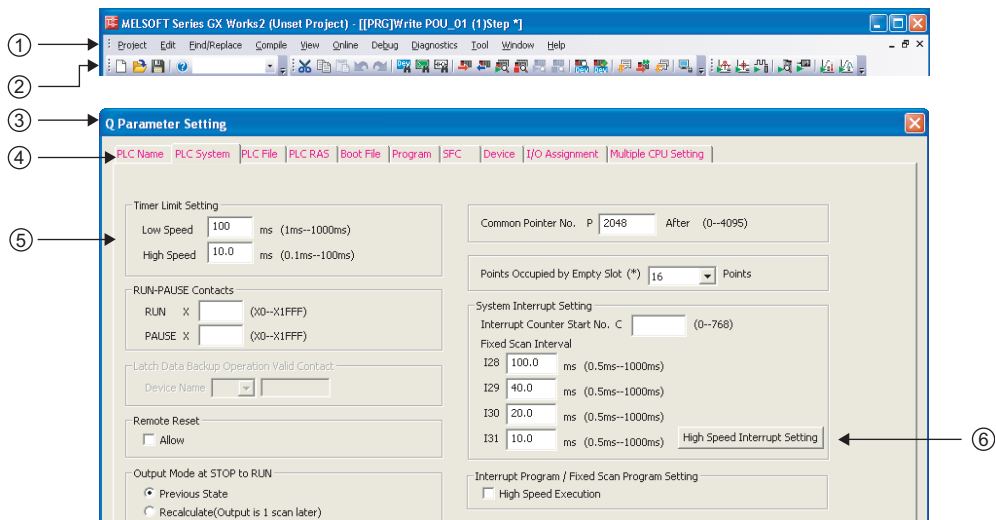 MELSOFT Series GX Works2 (Unset Project) - [[PRG]Write POU_01 (1)Step *]
① Project Edit Find/Replace Compile View Online Debug Diagnostics Tool Window Help
②
③ Q Parameter Setting
④ PLC Name PLC System PLC File PLC RAS Boot File Program SFC Device I/O Assignment Multiple CPU Setting
Timer Limit Setting
⑤ Low Speed 100 ms (1ms--1000ms)
High Speed 10.0 ms (0.1ms--100ms)
RUN-PAUSE Contacts
RUN X (X0--X1FFF)
PAUSE X (X0--X1FFF)
Latch Data Backup Operation Valid Contact
Device Name
Remote Reset
Allow
Output Mode at STOP to RUN
Previous State
Recalculate(Output is 1 scan later)
Common Pointer No. P 2048 After (0--4095)
Points Occupied by Empty Slot (*) 16 Points
System Interrupt Setting
Interrupt Counter Start No. C (0--768)
Fixed Scan Interval
I28 100.0 ms (0.5ms--1000ms)
I29 40.0 ms (0.5ms--1000ms)
I30 20.0 ms (0.5ms--1000ms)
I31 10.0 ms (0.5ms--1000ms) High Speed Interrupt Setting ⑥
Interrupt Program / Fixed Scan Program Setting
High Speed Execution